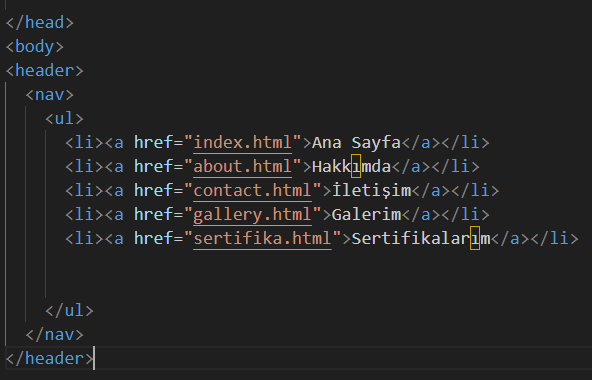 </head>
<body>
<header>
<nav>
<ul>
<li><a href="index.html">Ana Sayfa</a></li>
<li><a href="about.html">Hakkımda</a></li>
<li><a href="contact.html">İletişim</a></li>
<li><a href="gallery.html">Galerim</a></li>
<li><a href="sertifika.html">Sertifikalarım</a></li>
</ul>
</nav>
</header>